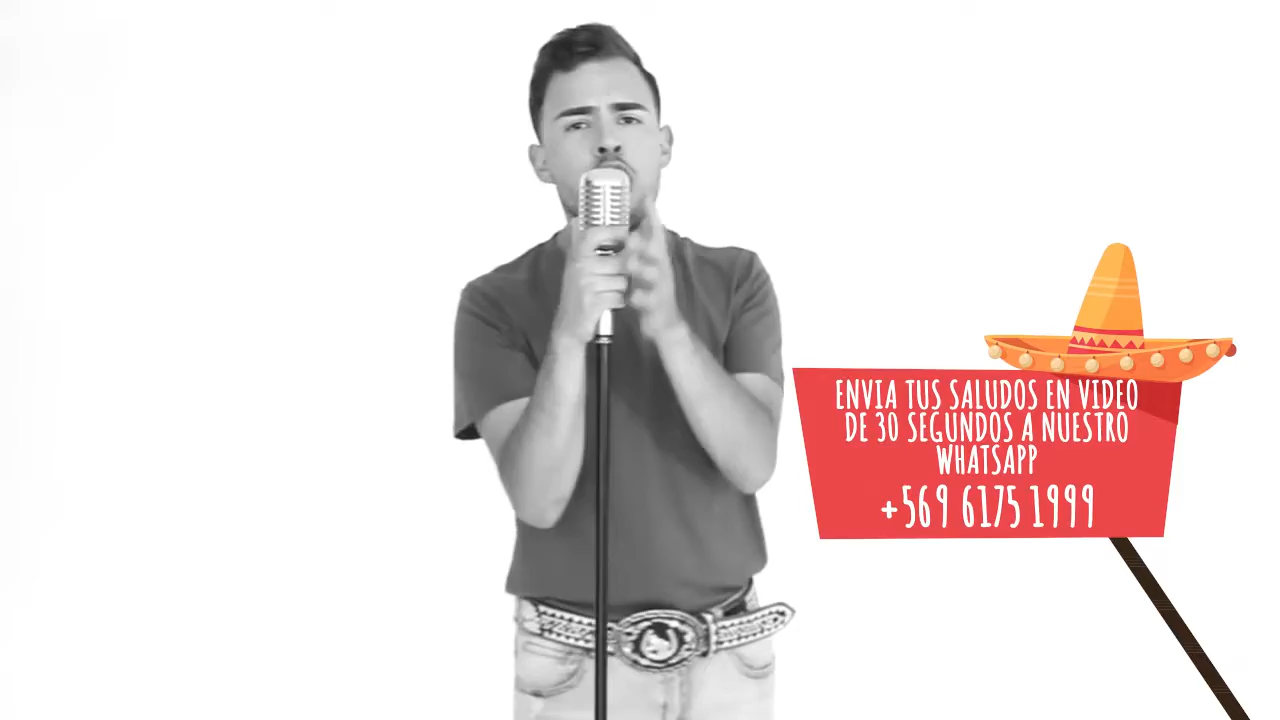 ENVIA TUS SALUDOS EN VIDEO
DE 30 SEGUNDOS A NUESTRO
WHATSAPP
+569 6175 1999